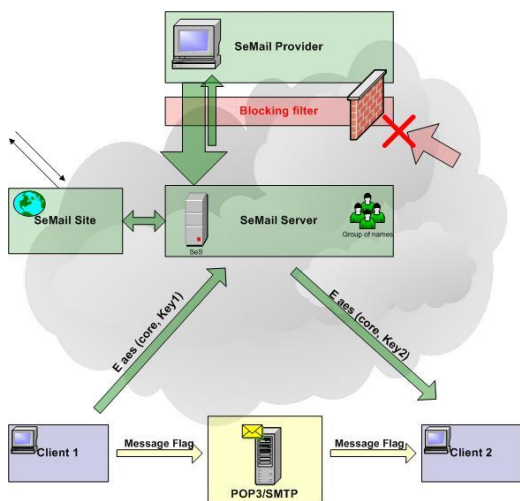 SeMail Provider
Blocking filter
SeMail Site
SeMail Server
SeS
Group of names
E aes (core, Key1)
E aes (core, Key2)
Client 1
Message Flag
Message Flag
Client 2
POP3/SMTP